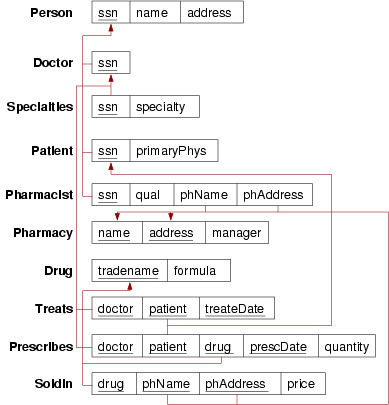 Person ssn name address
Doctor ssn
Specialties ssn specialty
Patient ssn primaryPhys
Pharmacist ssn qual phName phAddress
Pharmacy name address manager
Drug tradename formula
Treats doctor patient treateDate
Prescribes doctor patient drug prescDate quantity
SoldIn drug phName phAddress price